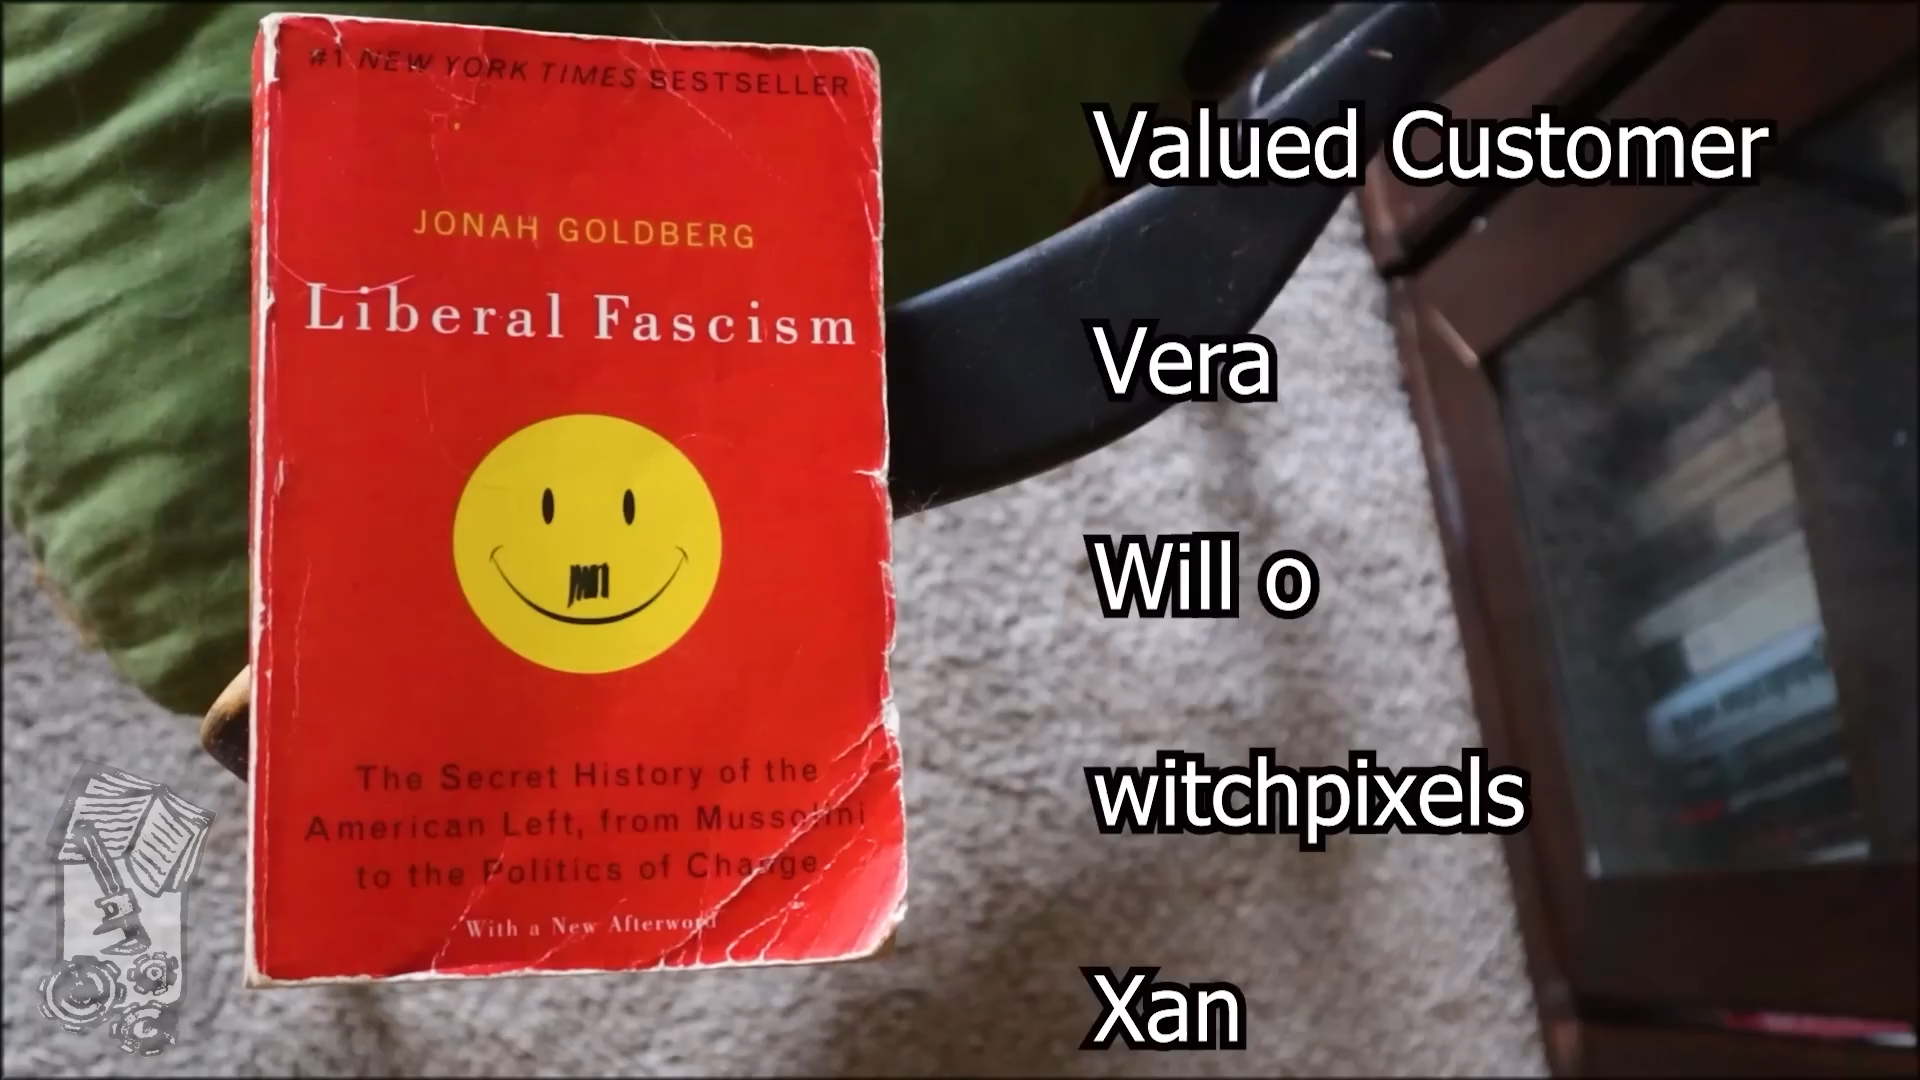 #1 NEW YORK TIMES BESTSELLER
JONAH GOLDBERG
Liberal Fascism
The Secret History of the
American Left, from Mussolini
to the Politics of Change
With a New Afterword
Valued Customer
Vera
Will o
witchpixels
Xan